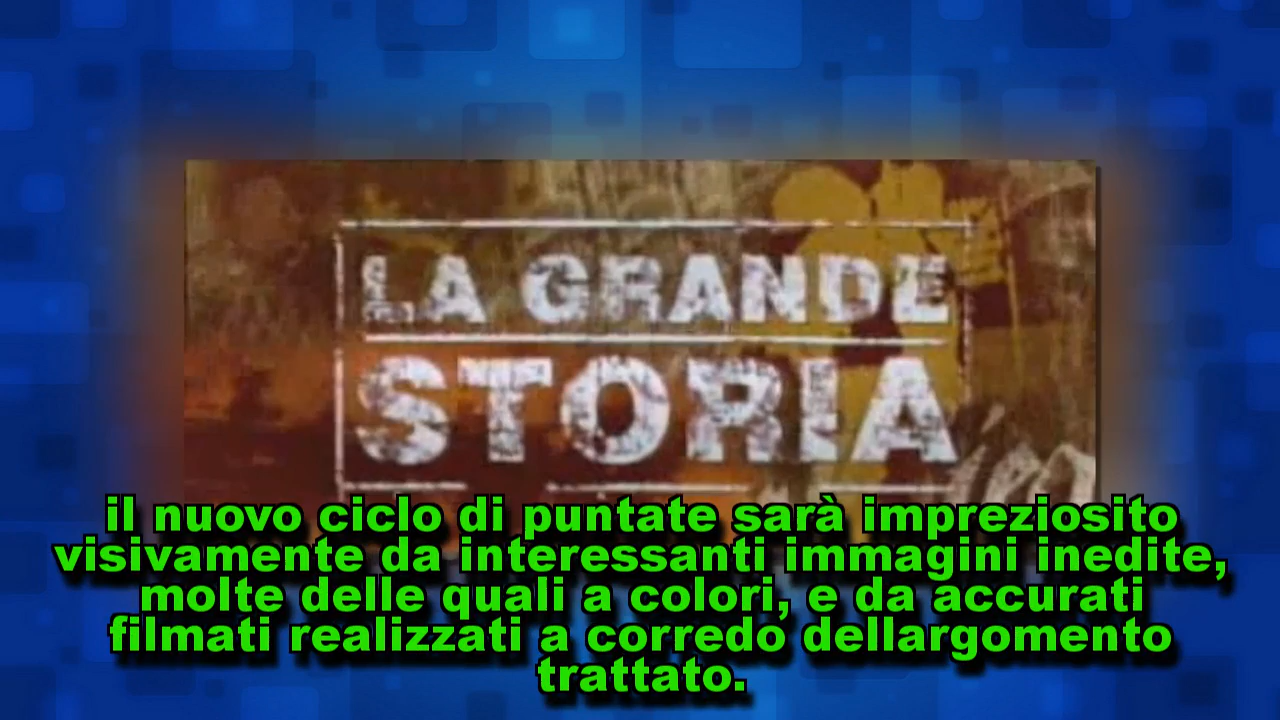 LA GRANDE
STORIA
il nuovo ciclo di puntate sarà impreziosito
visivamente da interessanti immagini inedite,
molte delle quali a colori, e da accurati
filmati realizzati a corredo dellargomento
trattato.